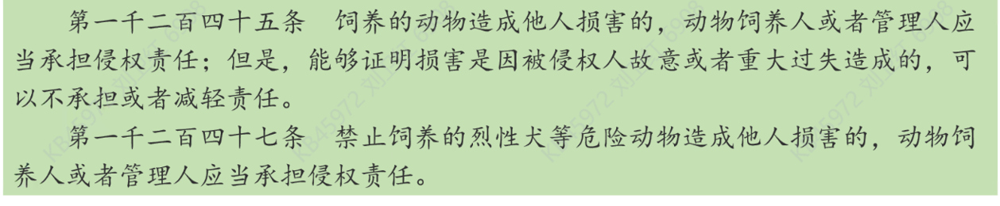 第一千二百四十五条　饲养的动物造成他人损害的，动物饲养人或者管理人应
当承担侵权责任；但是，能够证明损害是因被侵权人故意或者重大过失造成的，可
以不承担或者减轻责任。
第一千二百四十七条　禁止饲养的烈性犬等危险动物造成他人损害的，动物饲
养人或者管理人应当承担侵权责任。